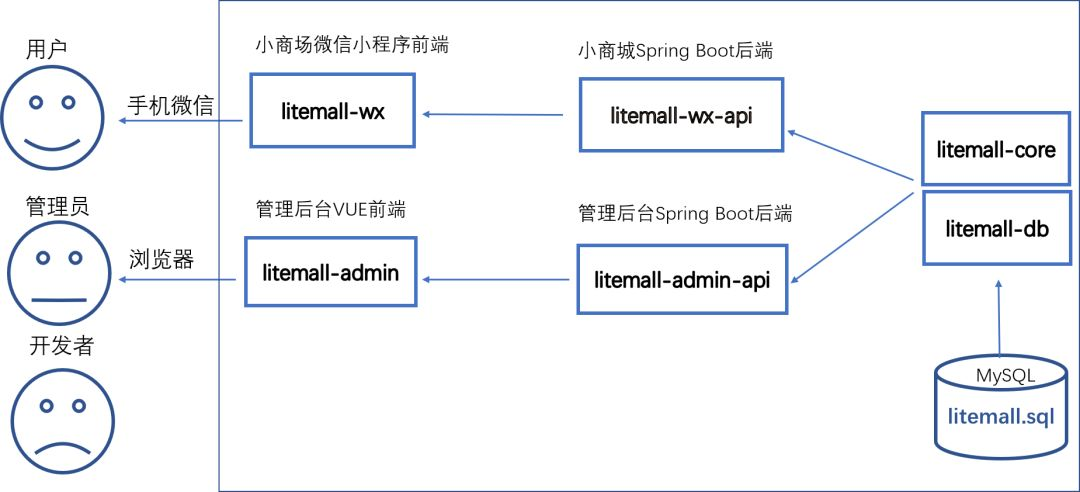 用户
手机微信
小商场微信小程序前端
litemall-wx
小商城Spring Boot后端
litemall-wx-api
litemall-core
litemall-db
管理员
浏览器
管理后台VUE前端
litemall-admin
管理后台Spring Boot后端
litemall-admin-api
开发者
MySQL
litemall.sql